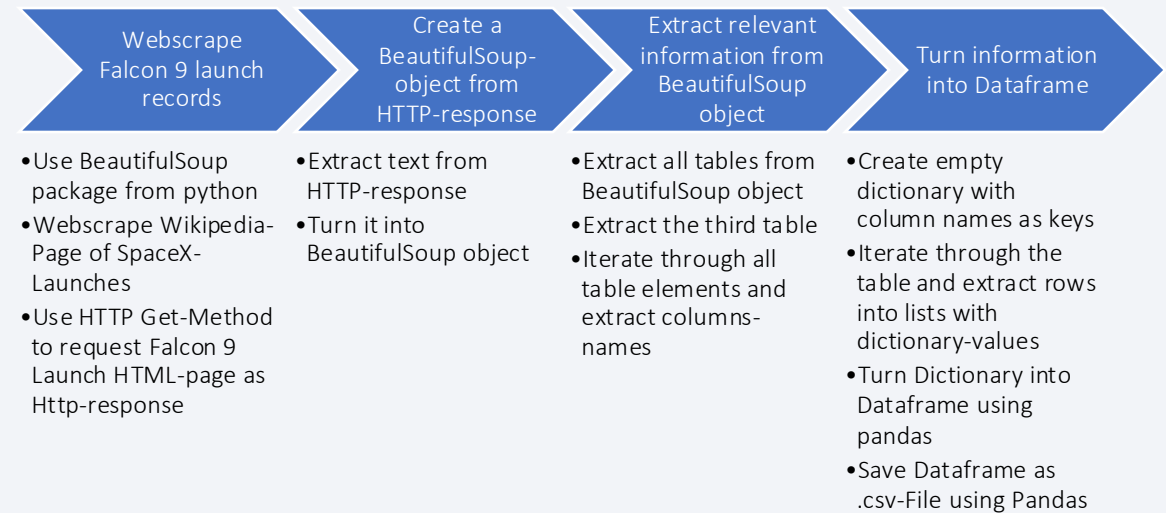 Webscrape
Falcon 9 launch
records
Create a
BeautifulSoup-
object from
HTTP-response
Extract relevant
information from
BeautifulSoup
object
Turn information
into Dataframe
•Use BeautifulSoup
package from python
•Webscrape Wikipedia-
Page of SpaceX-
Launches
•Use HTTP Get-Method
to request Falcon 9
Launch HTML-page as
Http-response
•Extract text from
HTTP-response
•Turn it into
BeautifulSoup object
•Extract all tables from
BeautifulSoup object
•Extract the third table
•Iterate through all
table elements and
extract columns-
names
•Create empty
dictionary with
column names as keys
•Iterate through the
table and extract rows
into lists with
dictionary-values
•Turn Dictionary into
Dataframe using
pandas
•Save Dataframe as
.csv-File using Pandas